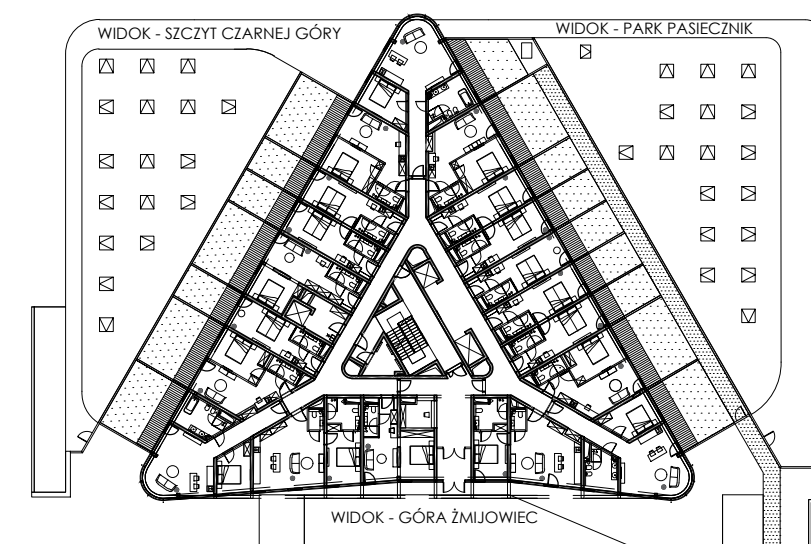 WIDOK - SZCZYT CZARNEJ GÓRY
WIDOK - PARK PASIECZNIK
WIDOK - GÓRA ŻMIJOWIEC